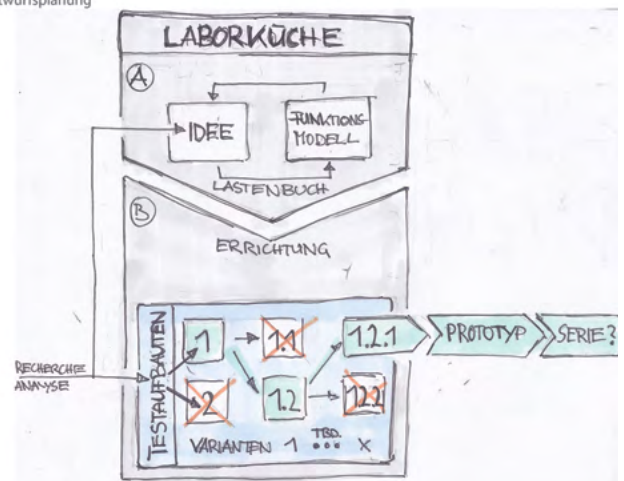 twurfsplanung
LABORKÜCHE
A
IDEE
FUNKTIONS
MODELL
LASTENBUCH
B
ERRICHTUNG
TESTAUFBAUTEN
1
1.1
1.2.1
PROTOTYP
SERIE?
RECHERCHE
ANALYSE
2
1.2
1.2.2
VARIANTEN 1 TBD. ... X